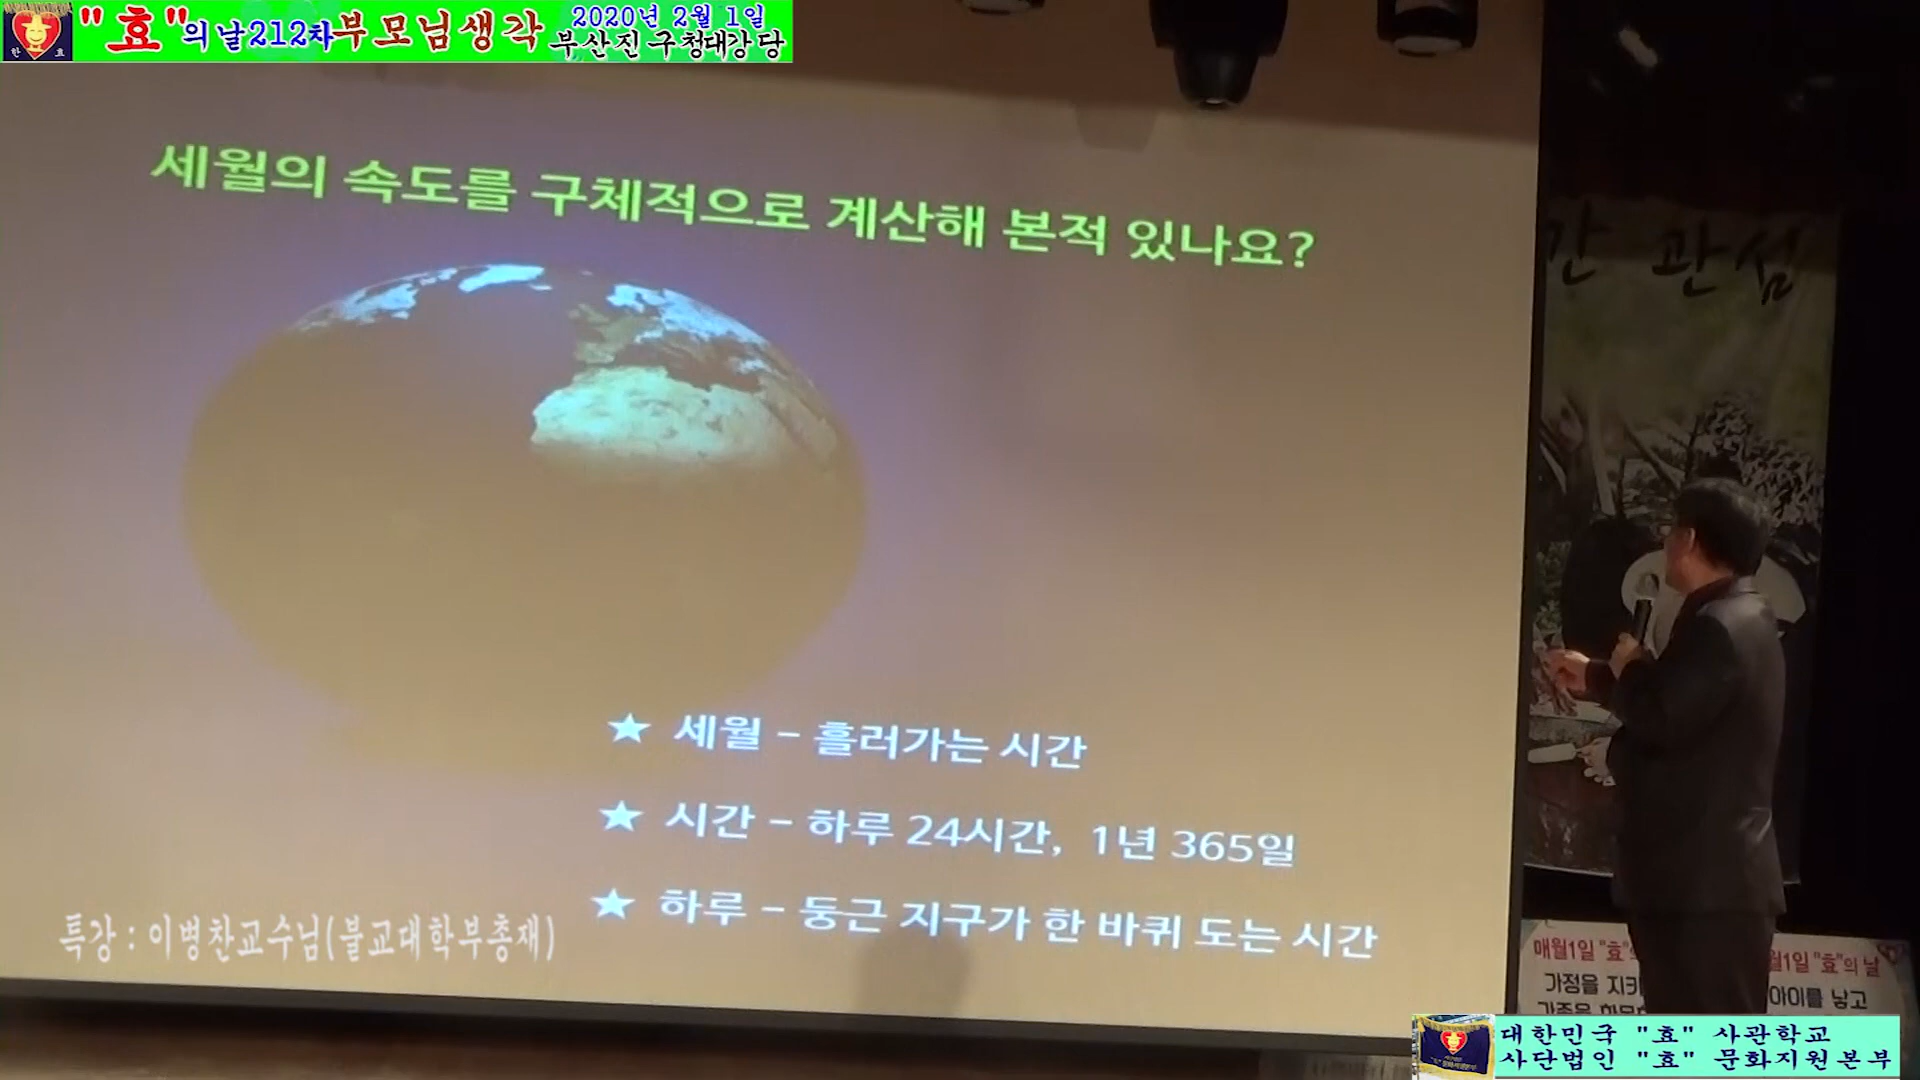 "효"의날212차부모님생각
2020년 2월 1일
부산진구청대강당
한 효
세월의 속도를 구체적으로 계산해 본적 있나요?
간 관섬
★ 세월 - 흘러가는 시간
★ 시간 - 하루 24시간, 1년 365일
★ 하루 - 둥근 지구가 한 바퀴 도는 시간
특강 : 이병찬교수님(불교대학부총재)
매월1일 "효"
월1일 "효"의 날
가정을
아이를 낳고
대한민국 "효" 사관학교
사단법인 "효" 문화지원본부